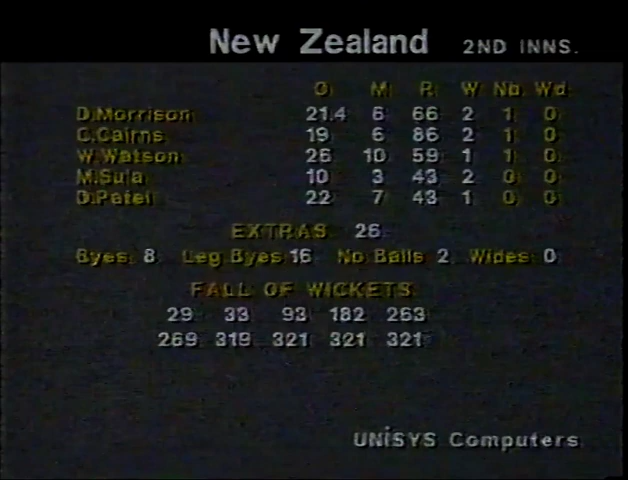 New Zealand 2ND INNS.
O M R W Nb Wd
D.Morrison 21.4 6 66 2 1 0
C.Cairns 19 6 86 2 1 0
W.Watson 26 10 59 1 1 0
M.Su'a 10 3 43 2 0 0
D.Patel 22 7 43 1 0 0
EXTRAS 26
Byes 8 Leg Byes 16 No Balls 2 Wides 0
FALL OF WICKETS
29 33 93 182 263
269 319 321 321 321
UNiSYS Computers